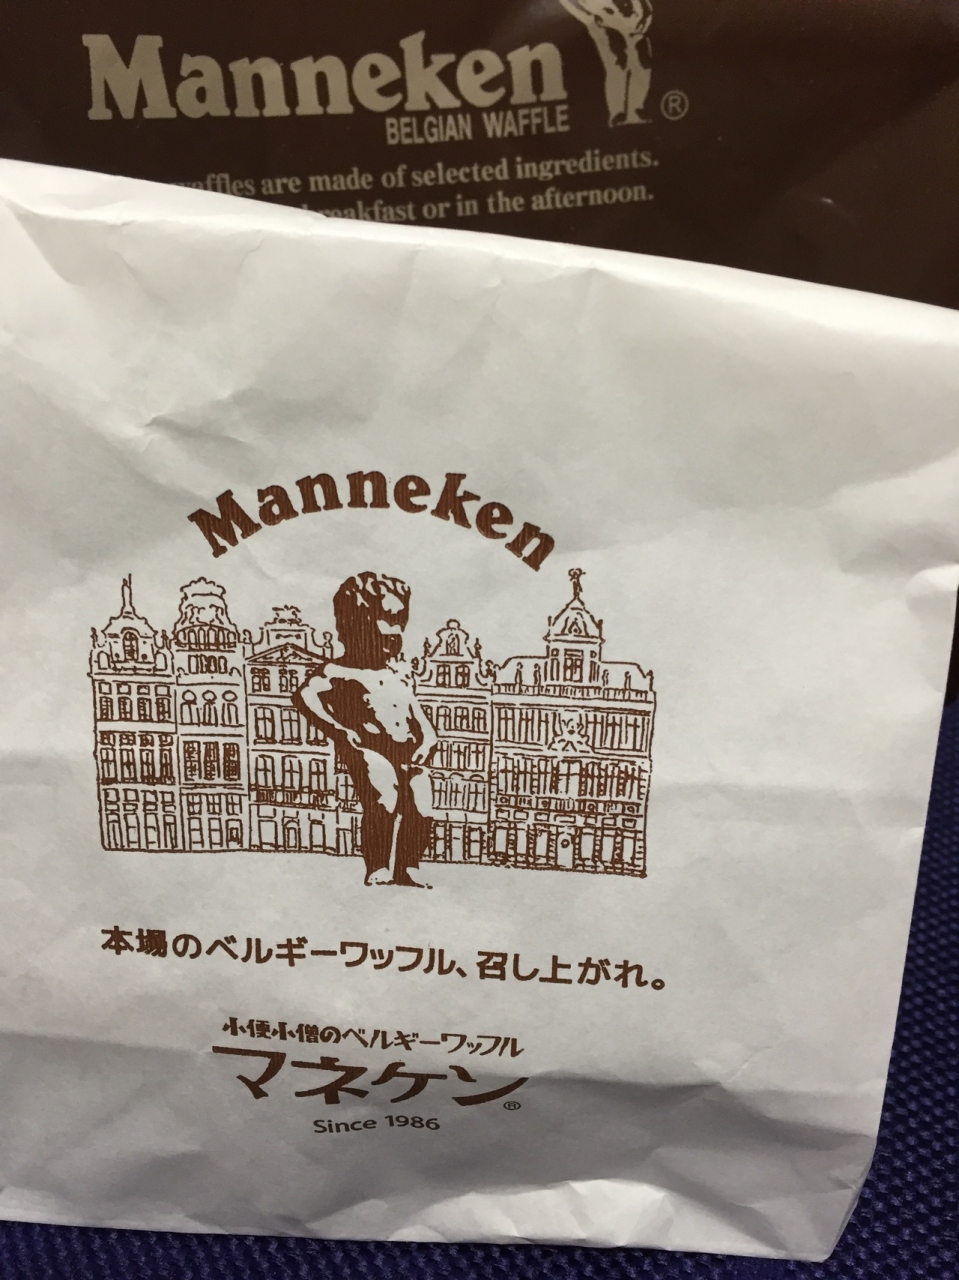 Manneken
®
BELGIAN WAFFLE
are made of selected ingredients.
or in the afternoon.
Manneken
本場のベルギーワッフル、召し上がれ。
小便小僧のベルギーワッフル
マネケン®
Since 1986